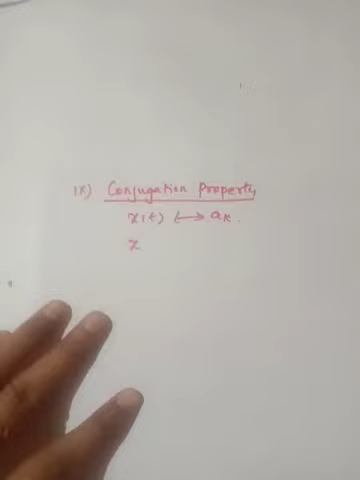 ix) Conjugation Property
x(t) ⟷ aₖ.
x